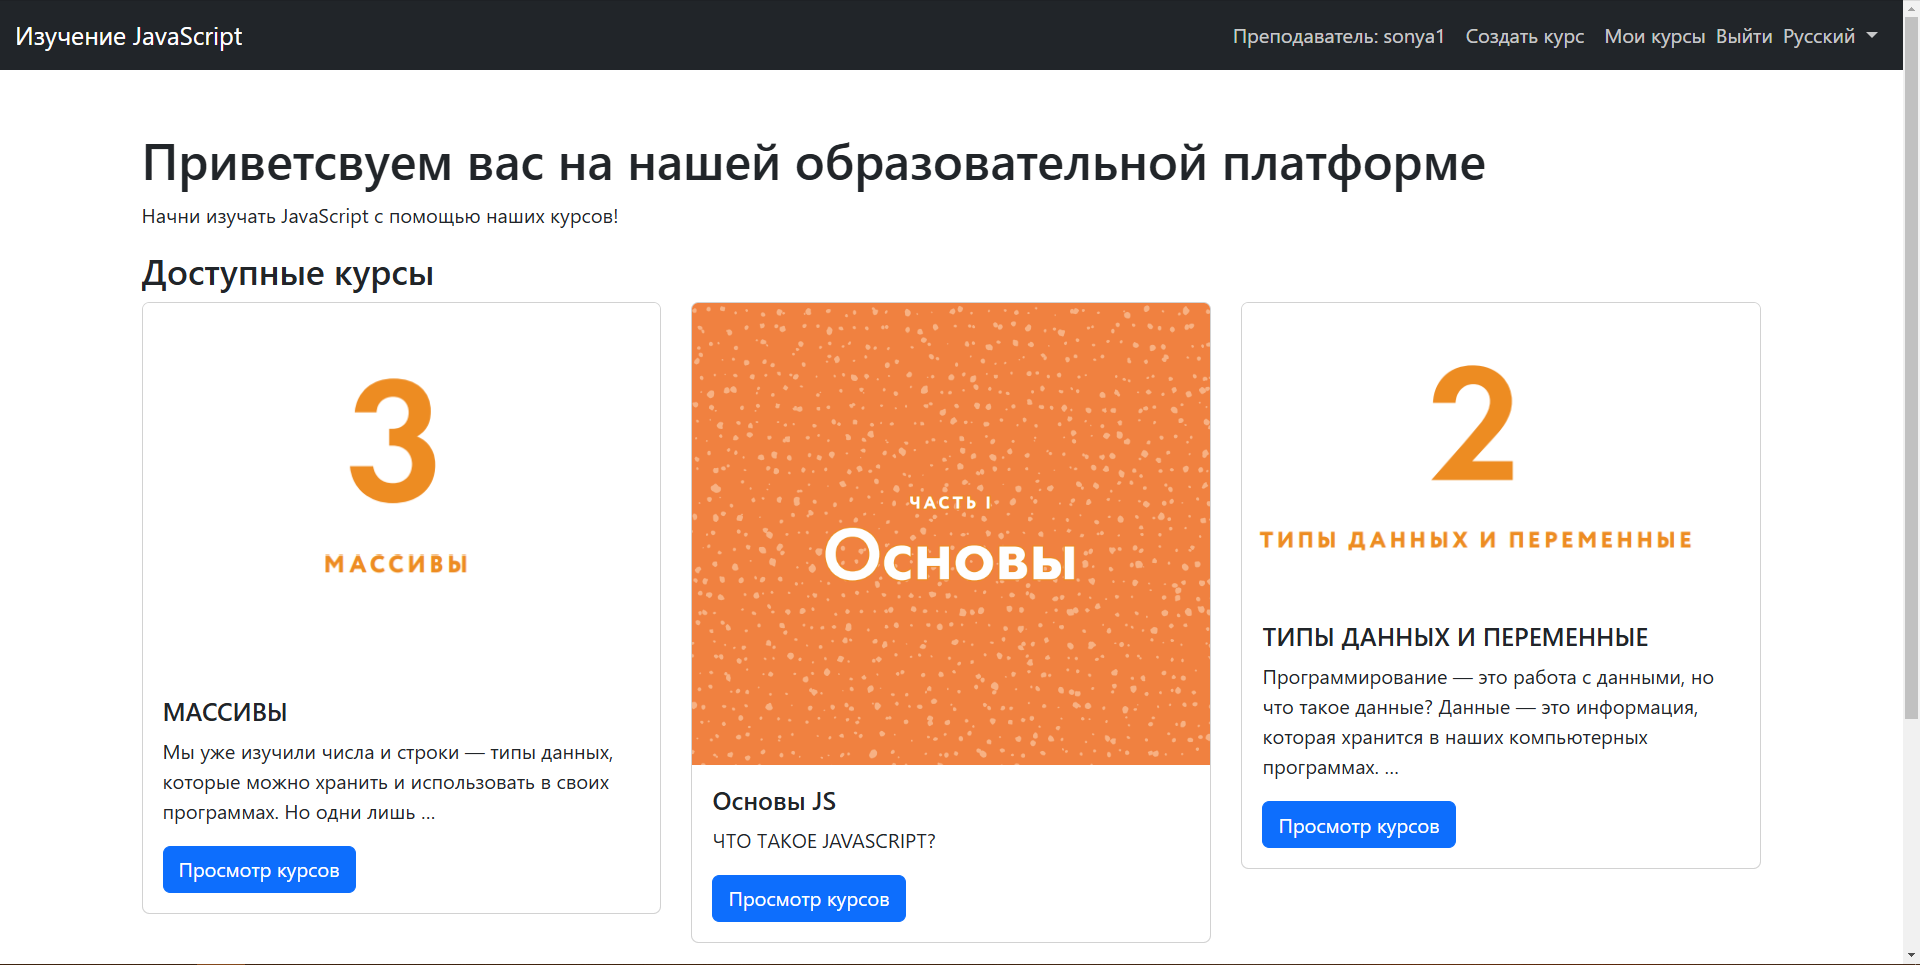 Изучение JavaScript
Преподаватель: sonya1 Создать курс Мои курсы Выйти Русский
Приветсвуем вас на нашей образовательной платформе
Начни изучать JavaScript с помощью наших курсов!
Доступные курсы
3
МАССИВЫ
МАССИВЫ
Мы уже изучили числа и строки — типы данных,
которые можно хранить и использовать в своих
программах. Но одни лишь ...
Просмотр курсов
ЧАСТЬ I
Основы
Основы JS
ЧТО ТАКОЕ JAVASCRIPT?
Просмотр курсов
2
ТИПЫ ДАННЫХ И ПЕРЕМЕННЫЕ
ТИПЫ ДАННЫХ И ПЕРЕМЕННЫЕ
Программирование — это работа с данными, но
что такое данные? Данные — это информация,
которая хранится в наших компьютерных
программах. ...
Просмотр курсов